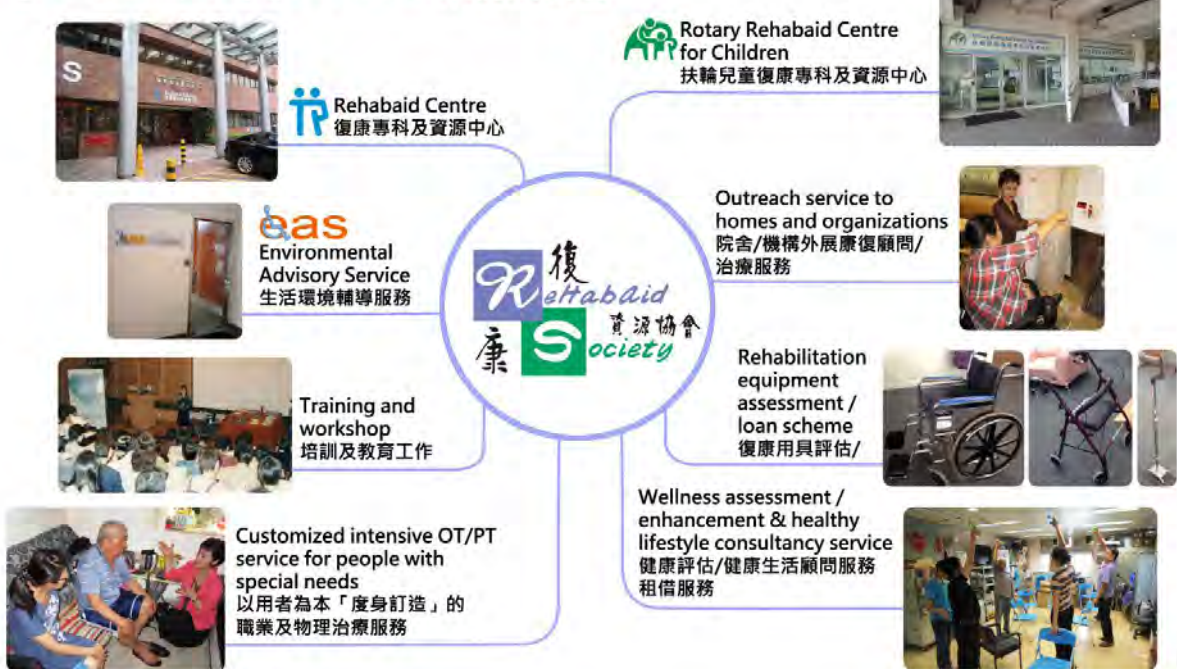 S
Rehabaid Centre
復康專科及資源中心
Rotary Rehabaid Centre
for Children
扶輪兒童復康專科及資源中心
eas
Environmental
Advisory Service
生活環境輔導服務
Outreach service to
homes and organizations
院舍/機構外展康復顧問/
治療服務
復
ReHabaid
資源協會
康
Society
Training and
workshop
培訓及教育工作
Rehabilitation
equipment
assessment /
loan scheme
復康用具評估/
Customized intensive OT/PT
service for people with
special needs
以用者為本「度身訂造」的
職業及物理治療服務
Wellness assessment /
enhancement & healthy
lifestyle consultancy service
健康評估/健康生活顧問服務
租借服務